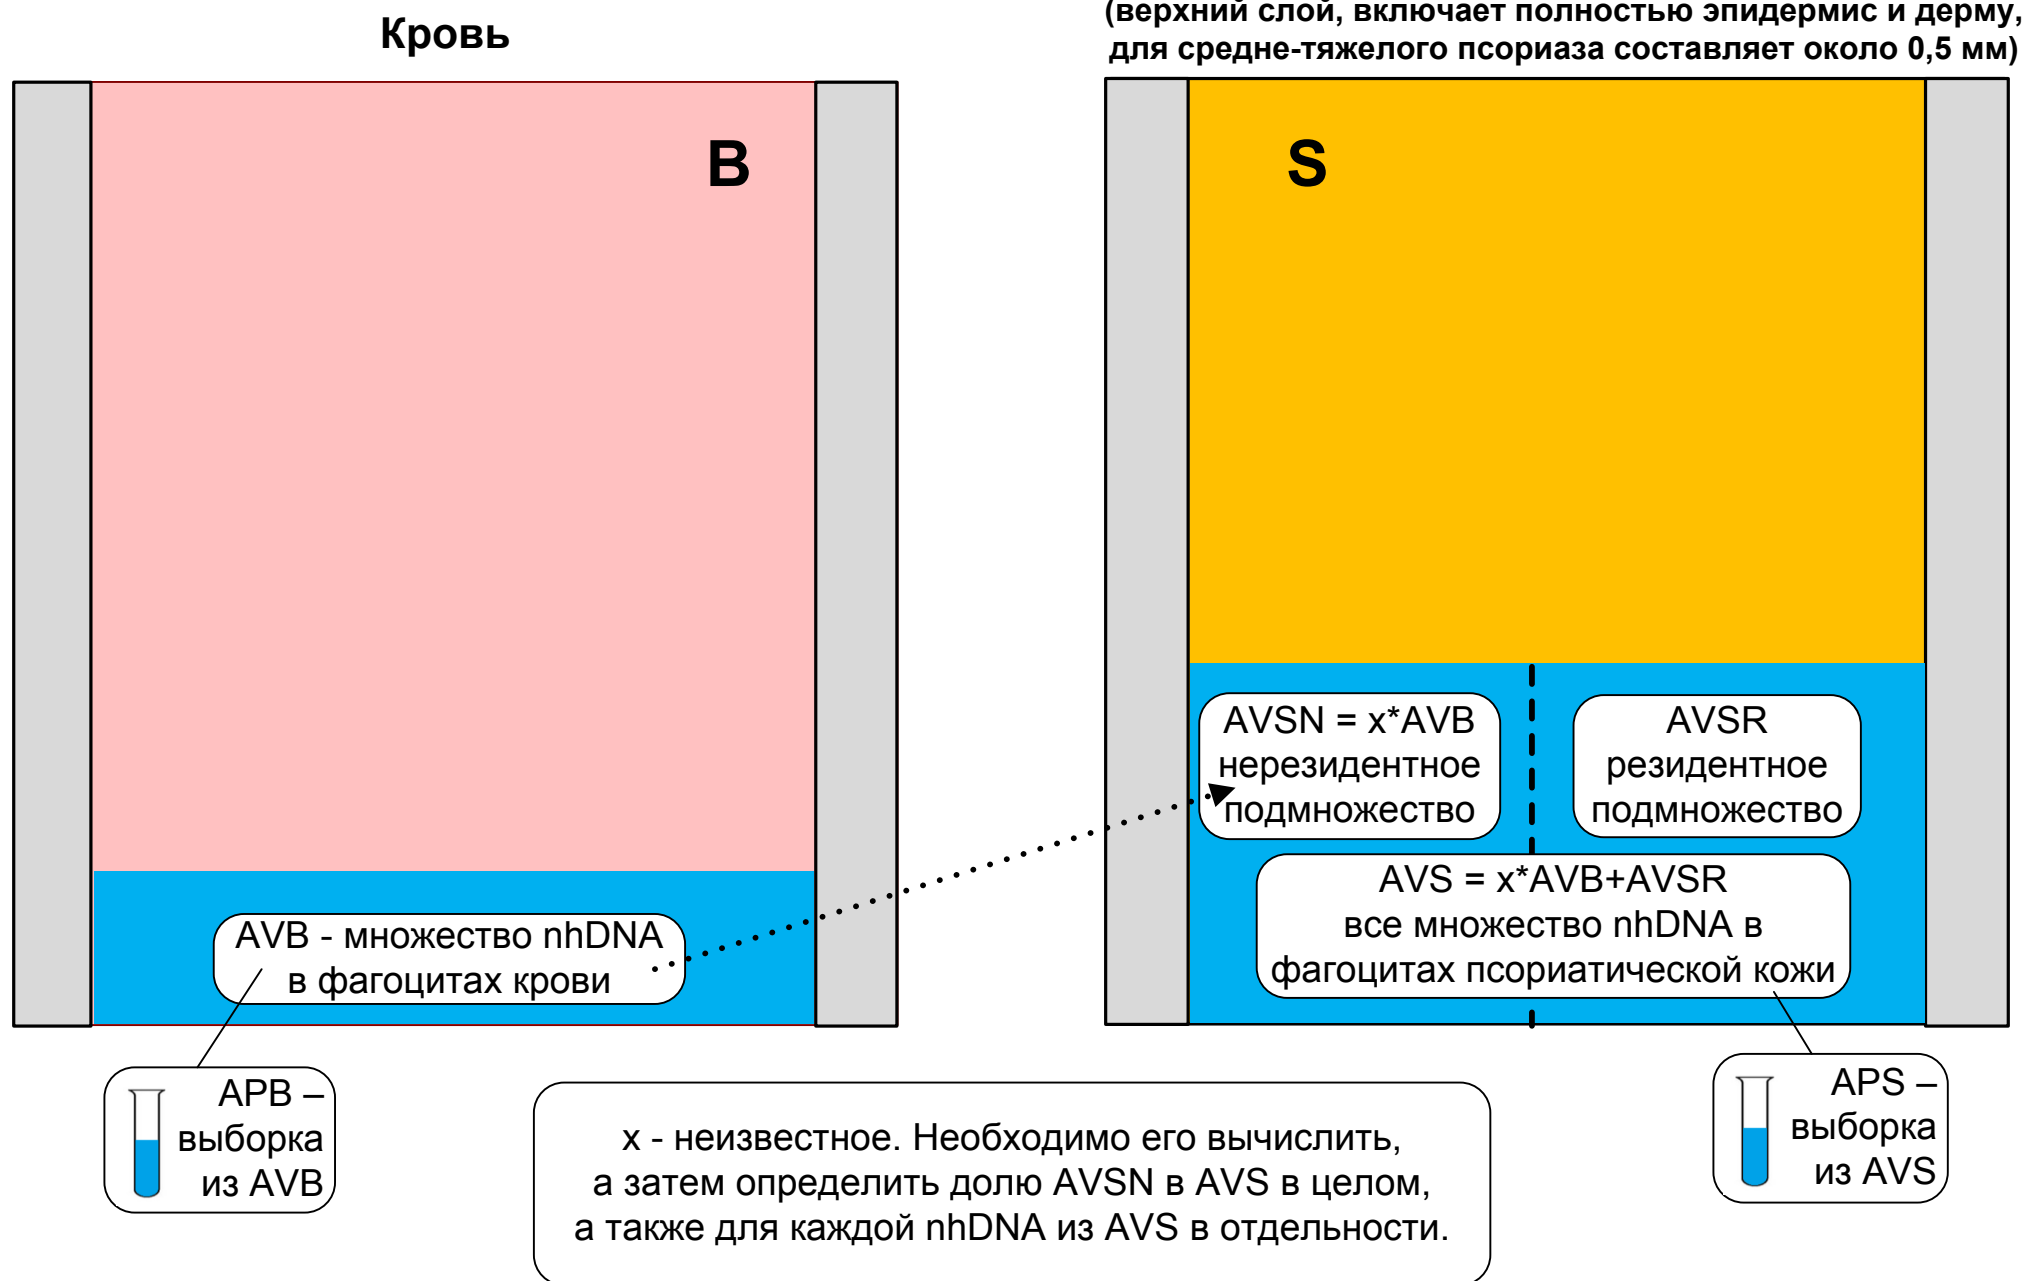 Кровь
(верхний слой, включает полностью эпидермис и дерму,
для средне-тяжелого псориаза составляет около 0,5 мм)
B
S
AVSN = x*AVB
нерезидентное
подмножество
AVSR
резидентное
подмножество
AVS = x*AVB+AVSR
все множество nhDNA в
фагоцитах псориатической кожи
AVB - множество nhDNA
в фагоцитах крови
APB –
выборка
из AVB
x - неизвестное. Необходимо его вычислить,
а затем определить долю AVSN в AVS в целом,
а также для каждой nhDNA из AVS в отдельности.
APS –
выборка
из AVS